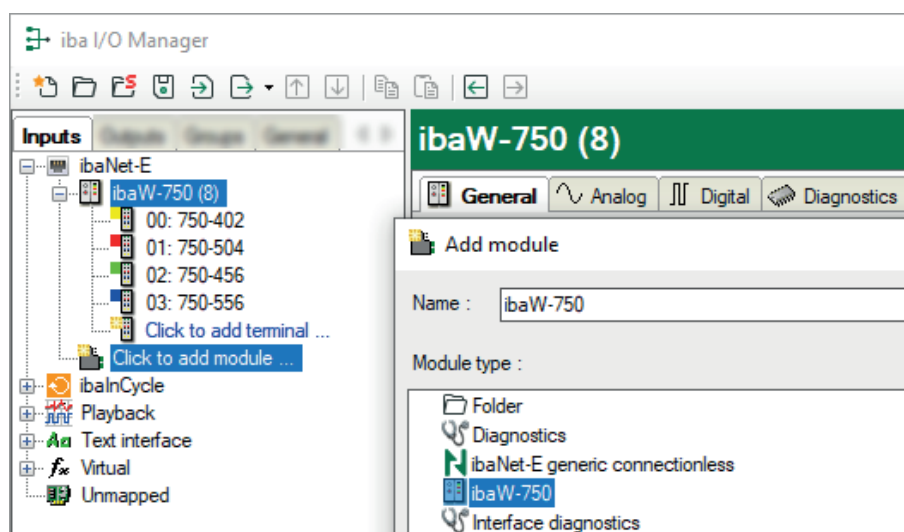 iba I/O Manager
Inputs
ibaNet-E
ibaW-750 (8)
00: 750-402
01: 750-504
02: 750-456
03: 750-556
Click to add terminal ...
Click to add module ...
ibaInCycle
Playback
Text interface
Virtual
Unmapped
ibaW-750 (8)
General
Analog
Digital
Diagnostics
Add module
Name :
ibaW-750
Module type :
Folder
Diagnostics
ibaNet-E generic connectionless
ibaW-750
Interface diagnostics